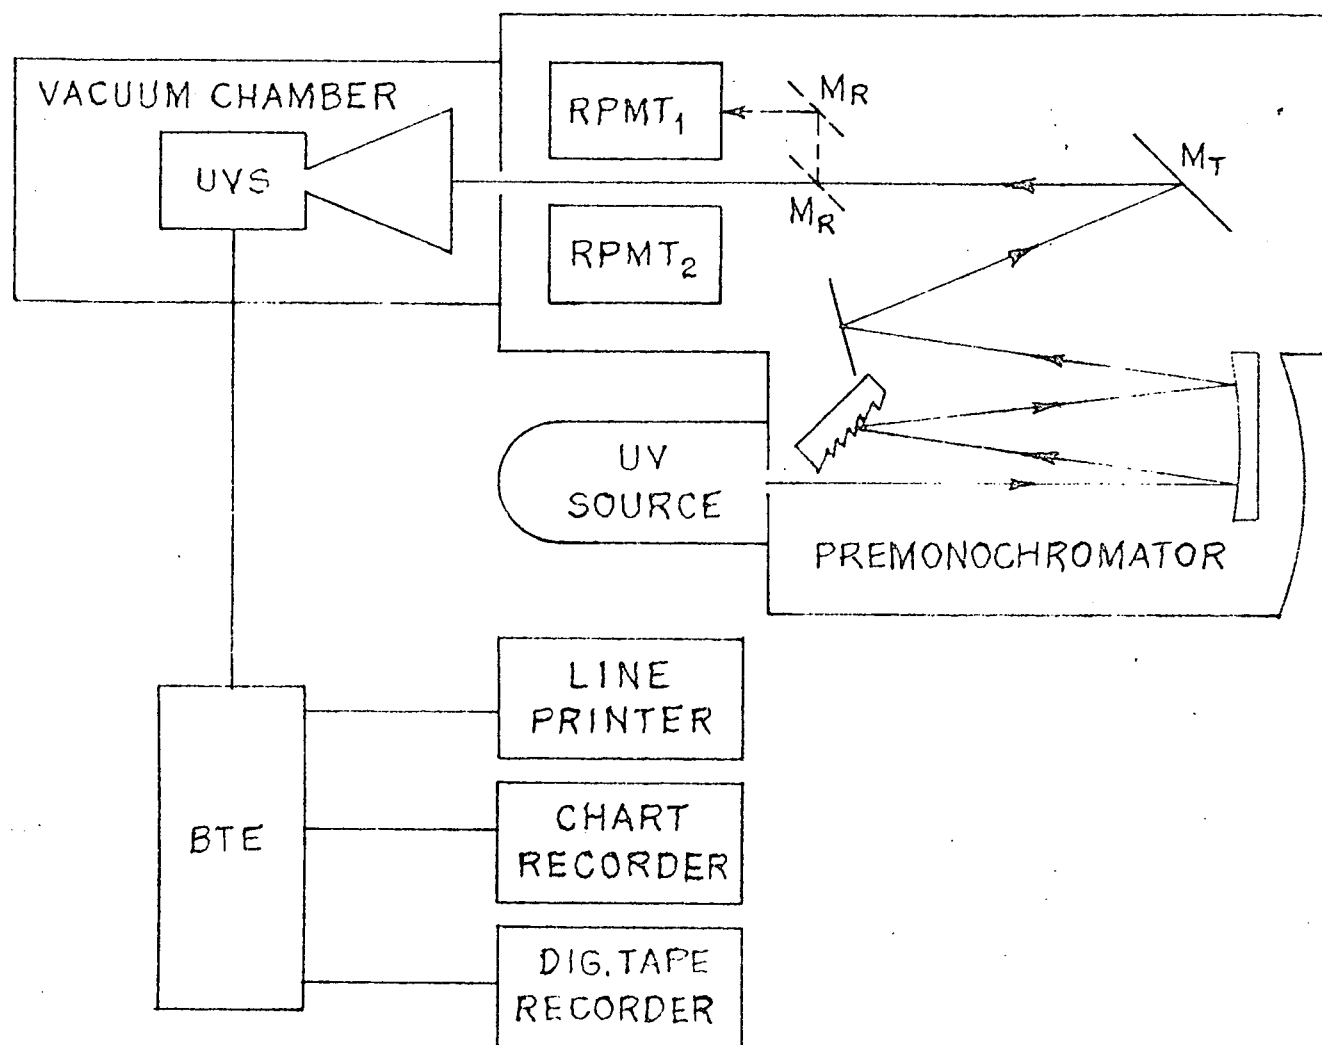 VACUUM CHAMBER
UVS
RPMT1
RPMT2
MR
MR
MT
UV
SOURCE
PREMONOCHROMATOR
LINE
PRINTER
BTE
CHART
RECORDER
DIG. TAPE
RECORDER